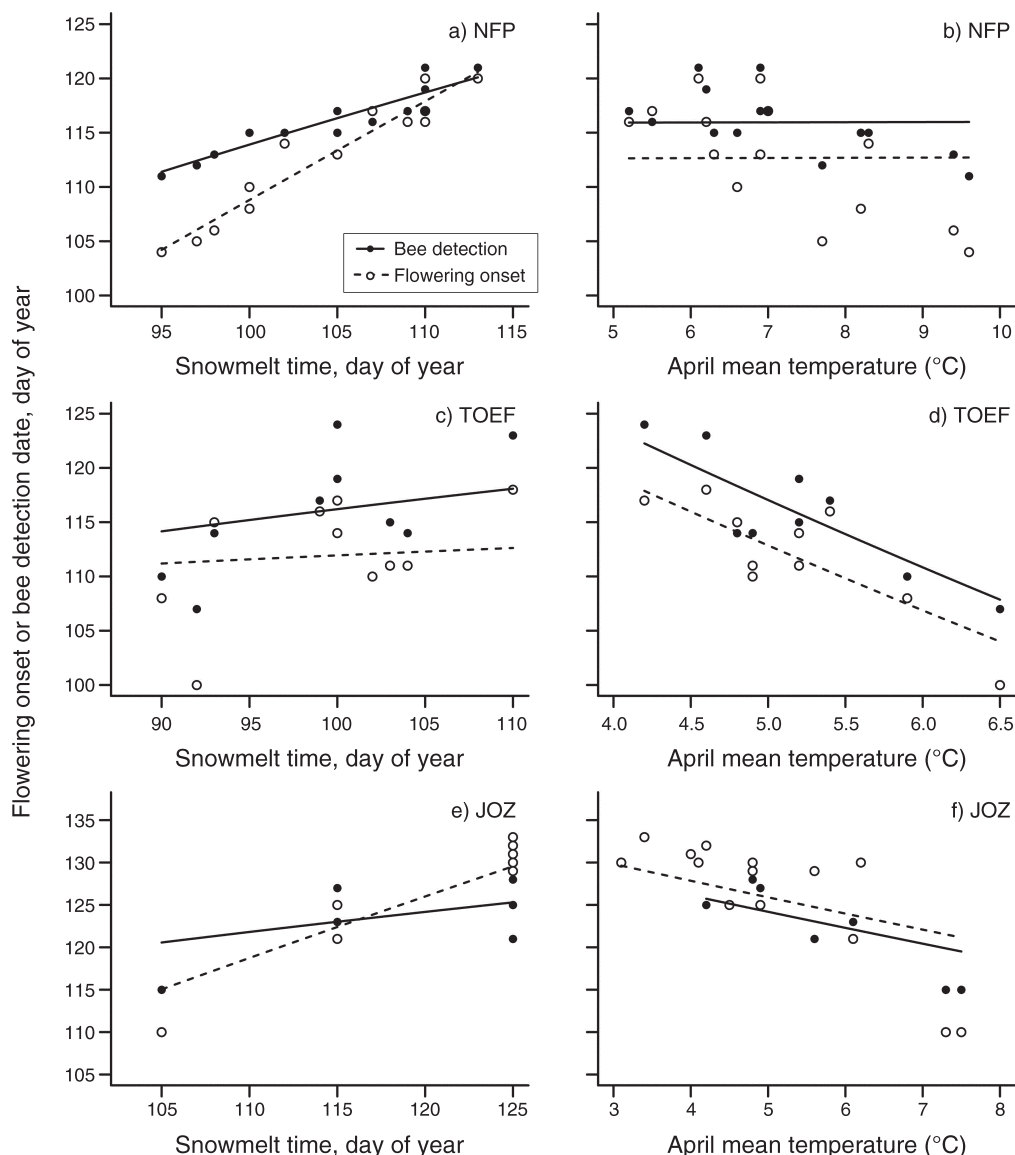 Flowering onset or bee detection date, day of year
a) NFP
125
120
115
110
105
100
Bee detection
Flowering onset
95 100 105 110 115
Snowmelt time, day of year
b) NFP
5 6 7 8 9 10
April mean temperature (°C)
c) TOEF
125
120
115
110
105
100
90 95 100 105 110
Snowmelt time, day of year
d) TOEF
4.0 4.5 5.0 5.5 6.0 6.5
April mean temperature (°C)
e) JOZ
135
130
125
120
115
110
105
105 110 115 120 125
Snowmelt time, day of year
f) JOZ
3 4 5 6 7 8
April mean temperature (°C)